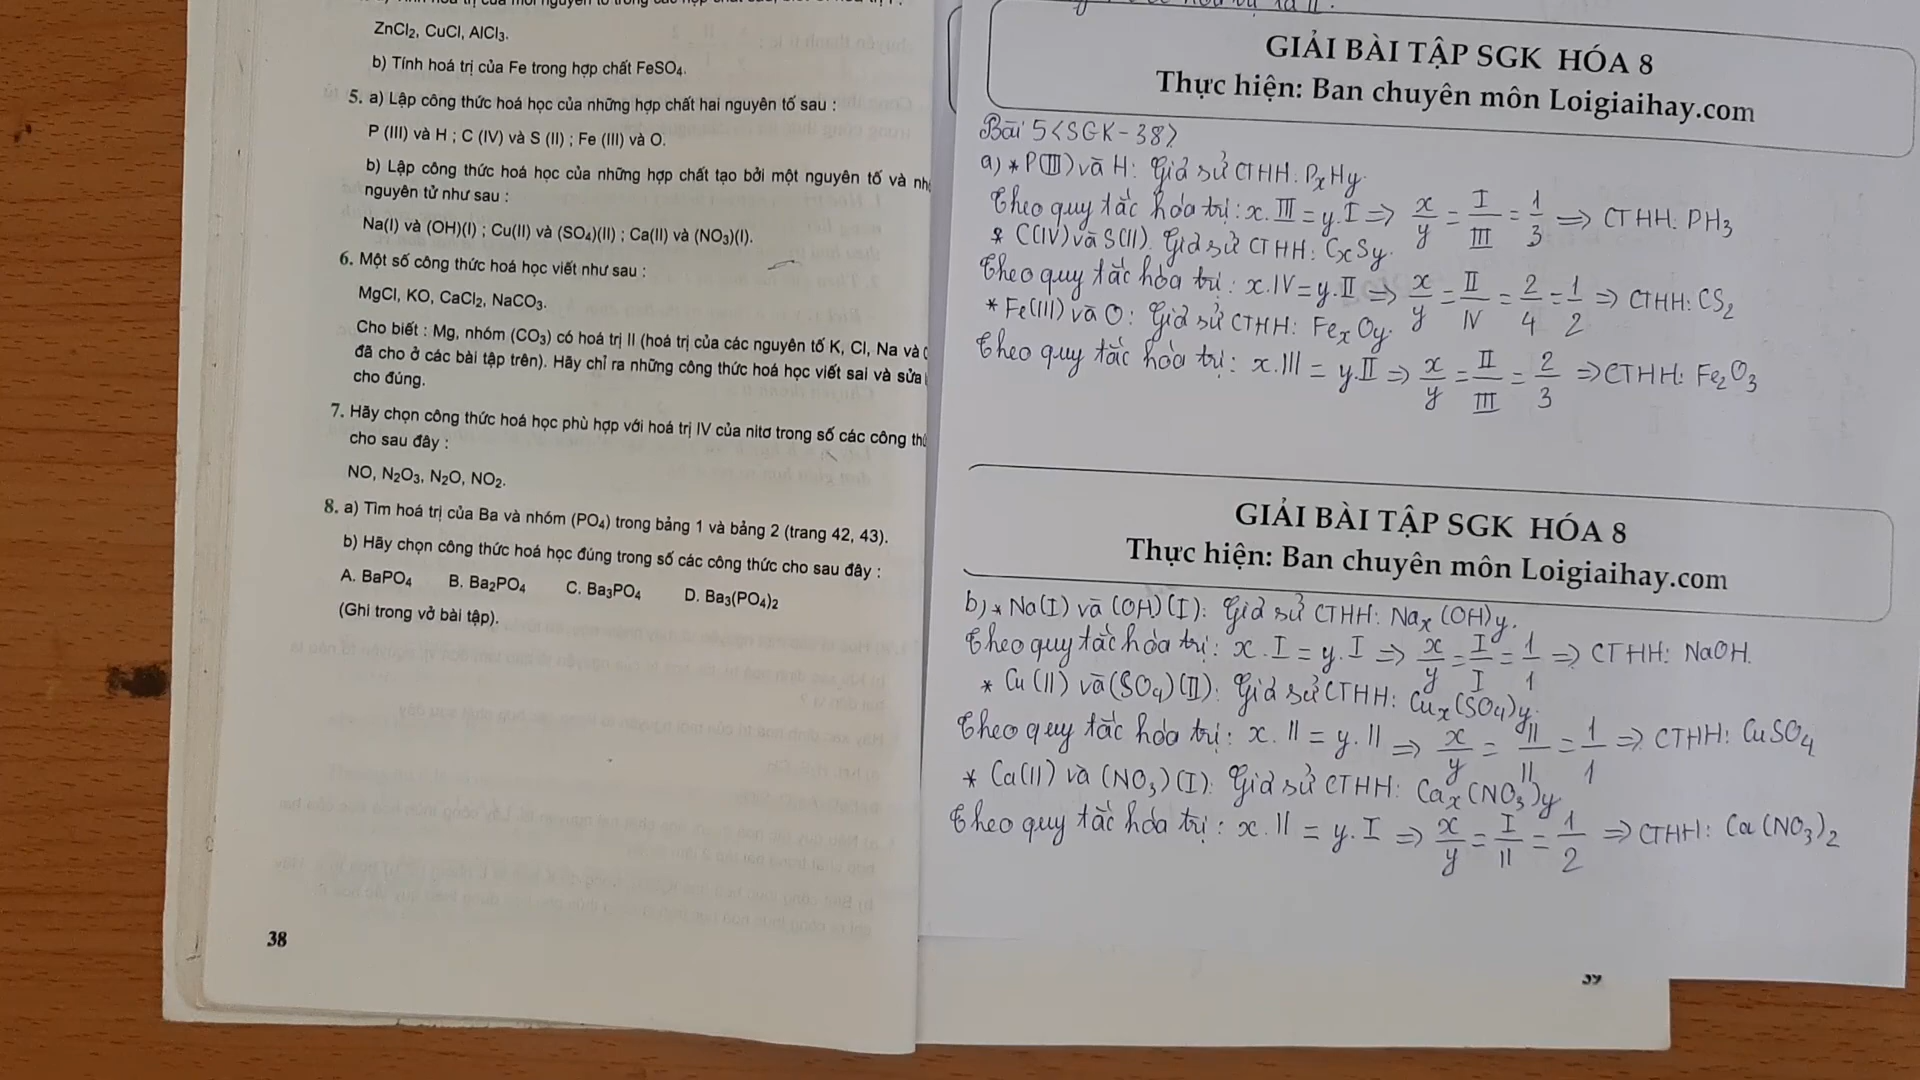 ZnCl₂, CuCl, AlCl₃.
b) Tính hoá trị của Fe trong hợp chất FeSO₄.
5. a) Lập công thức hoá học của những hợp chất hai nguyên tố sau :
P (III) và H ; C (IV) và S (II) ; Fe (III) và O.
b) Lập công thức hoá học của những hợp chất tạo bởi một nguyên tố và
nguyên tử như sau :
Na(I) và (OH)(I) ; Cu(II) và (SO₄)(II) ; Ca(II) và (NO₃)(I).
6. Một số công thức hoá học viết như sau :
MgCl, KO, CaCl₂, NaCO₃.
Cho biết : Mg, nhóm (CO₃) có hoá trị II (hoá trị của các nguyên tố K, Cl, Na và
đã cho ở các bài tập trên). Hãy chỉ ra những công thức hoá học viết sai và sửa
cho đúng.
7. Hãy chọn công thức hoá học phù hợp với hoá trị IV của nitơ trong số các công
cho sau đây :
NO, N₂O₃, N₂O, NO₂.
8. a) Tìm hoá trị của Ba và nhóm (PO₄) trong bảng 1 và bảng 2 (trang 42, 43).
b) Hãy chọn công thức hoá học đúng trong số các công thức cho sau đây :
A. BaPO₄ B. Ba₂PO₄ C. Ba₃PO₄ D. Ba₃(PO₄)₂
(Ghi trong vở bài tập).
38
GIẢI BÀI TẬP SGK HÓA 8
Thực hiện: Ban chuyên môn Loigiaihay.com
Bài 5 <SGK-38>
a) * P(III) và H: Giả sử CTHH: PxHy.
Theo quy tắc hóa trị: x. III = y. I => x/y = I/III = 1/3 => CTHH: PH₃
* C(IV) và S(II). Giả sử CTHH: CxSy.
Theo quy tắc hóa trị: x. IV = y. II => x/y = II/IV = 2/4 = 1/2 => CTHH: CS₂
* Fe(III) và O: Giả sử CTHH: FexOy.
Theo quy tắc hóa trị: x. III = y. II => x/y = II/III = 2/3 => CTHH: Fe₂O₃
GIẢI BÀI TẬP SGK HÓA 8
Thực hiện: Ban chuyên môn Loigiaihay.com
b) * Na(I) và (OH)(I): Giả sử CTHH: Nax(OH)y.
Theo quy tắc hóa trị: x. I = y. I => x/y = I/I = 1/1 => CTHH: NaOH.
* Cu(II) và (SO₄)(II): Giả sử CTHH: Cux(SO₄)y.
Theo quy tắc hóa trị: x. II = y. II => x/y = II/II = 1/1 => CTHH: CuSO₄
* Ca(II) và (NO₃)(I): Giả sử CTHH: Cax(NO₃)y
Theo quy tắc hóa trị: x. II = y. I => x/y = I/II = 1/2 => CTHH: Ca(NO₃)₂